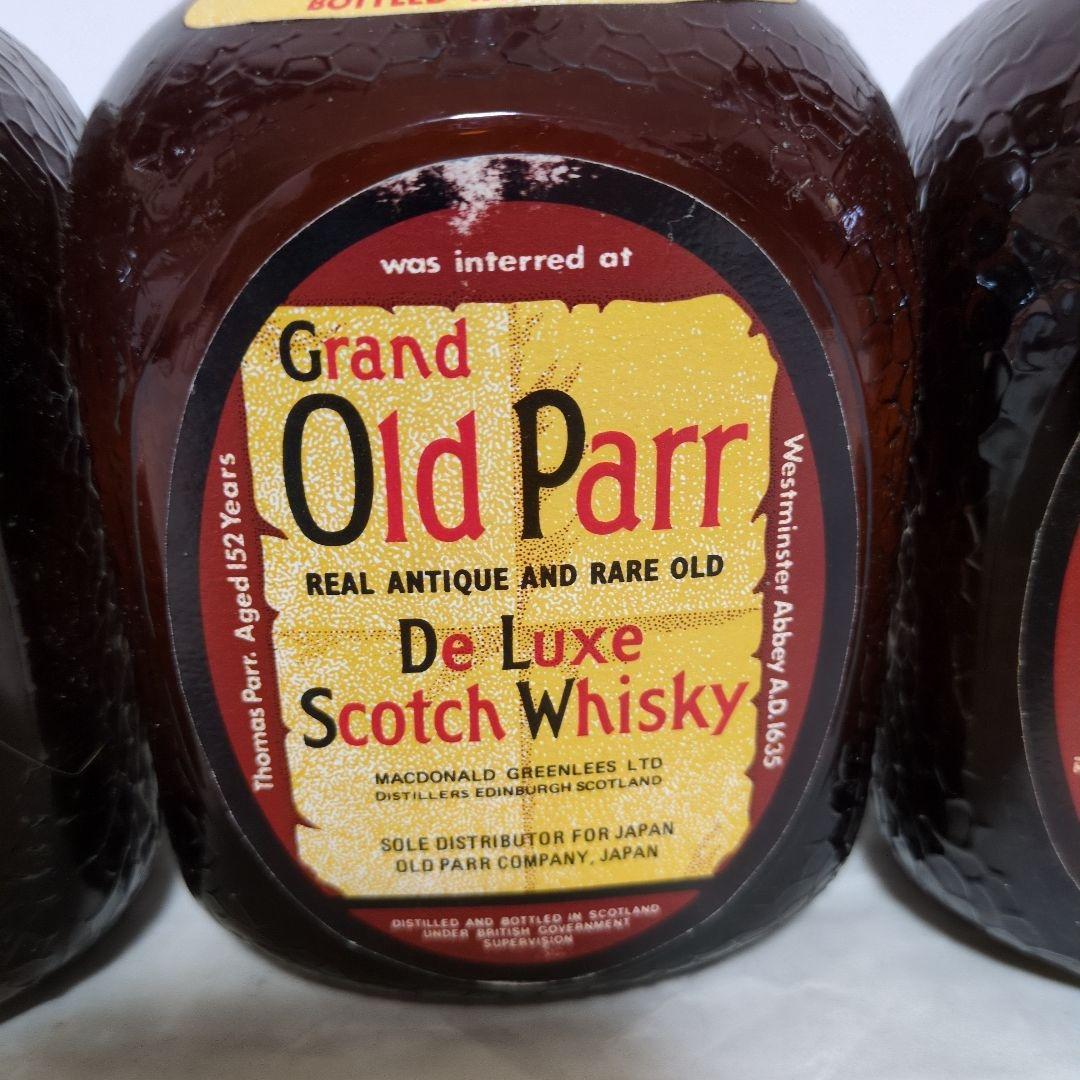 BOTTLED
was interred at
Grand
Old Parr
REAL ANTIQUE AND RARE OLD
De Luxe
Scotch Whisky
MACDONALD GREENLEES LTD
DISTILLERS EDINBURGH SCOTLAND
SOLE DISTRIBUTOR FOR JAPAN
OLD PARR COMPANY, JAPAN
DISTILLED AND BOTTLED IN SCOTLAND
UNDER BRITISH GOVERNMENT
SUPERVISION
Thomas Parr. Aged 152 Years
Westminster Abbey A.D. 1635